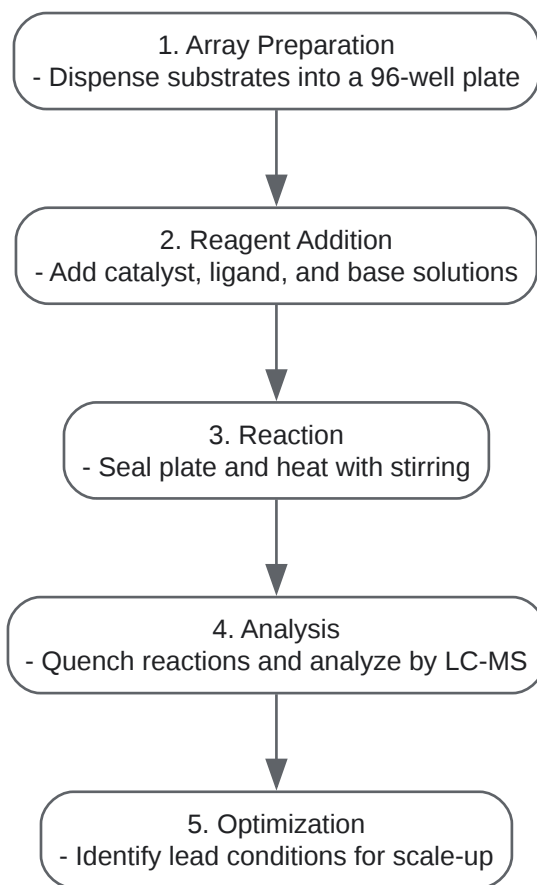 1. Array Preparation
- Dispense substrates into a 96-well plate
2. Reagent Addition
- Add catalyst, ligand, and base solutions
3. Reaction
- Seal plate and heat with stirring
4. Analysis
- Quench reactions and analyze by LC-MS
5. Optimization
- Identify lead conditions for scale-up